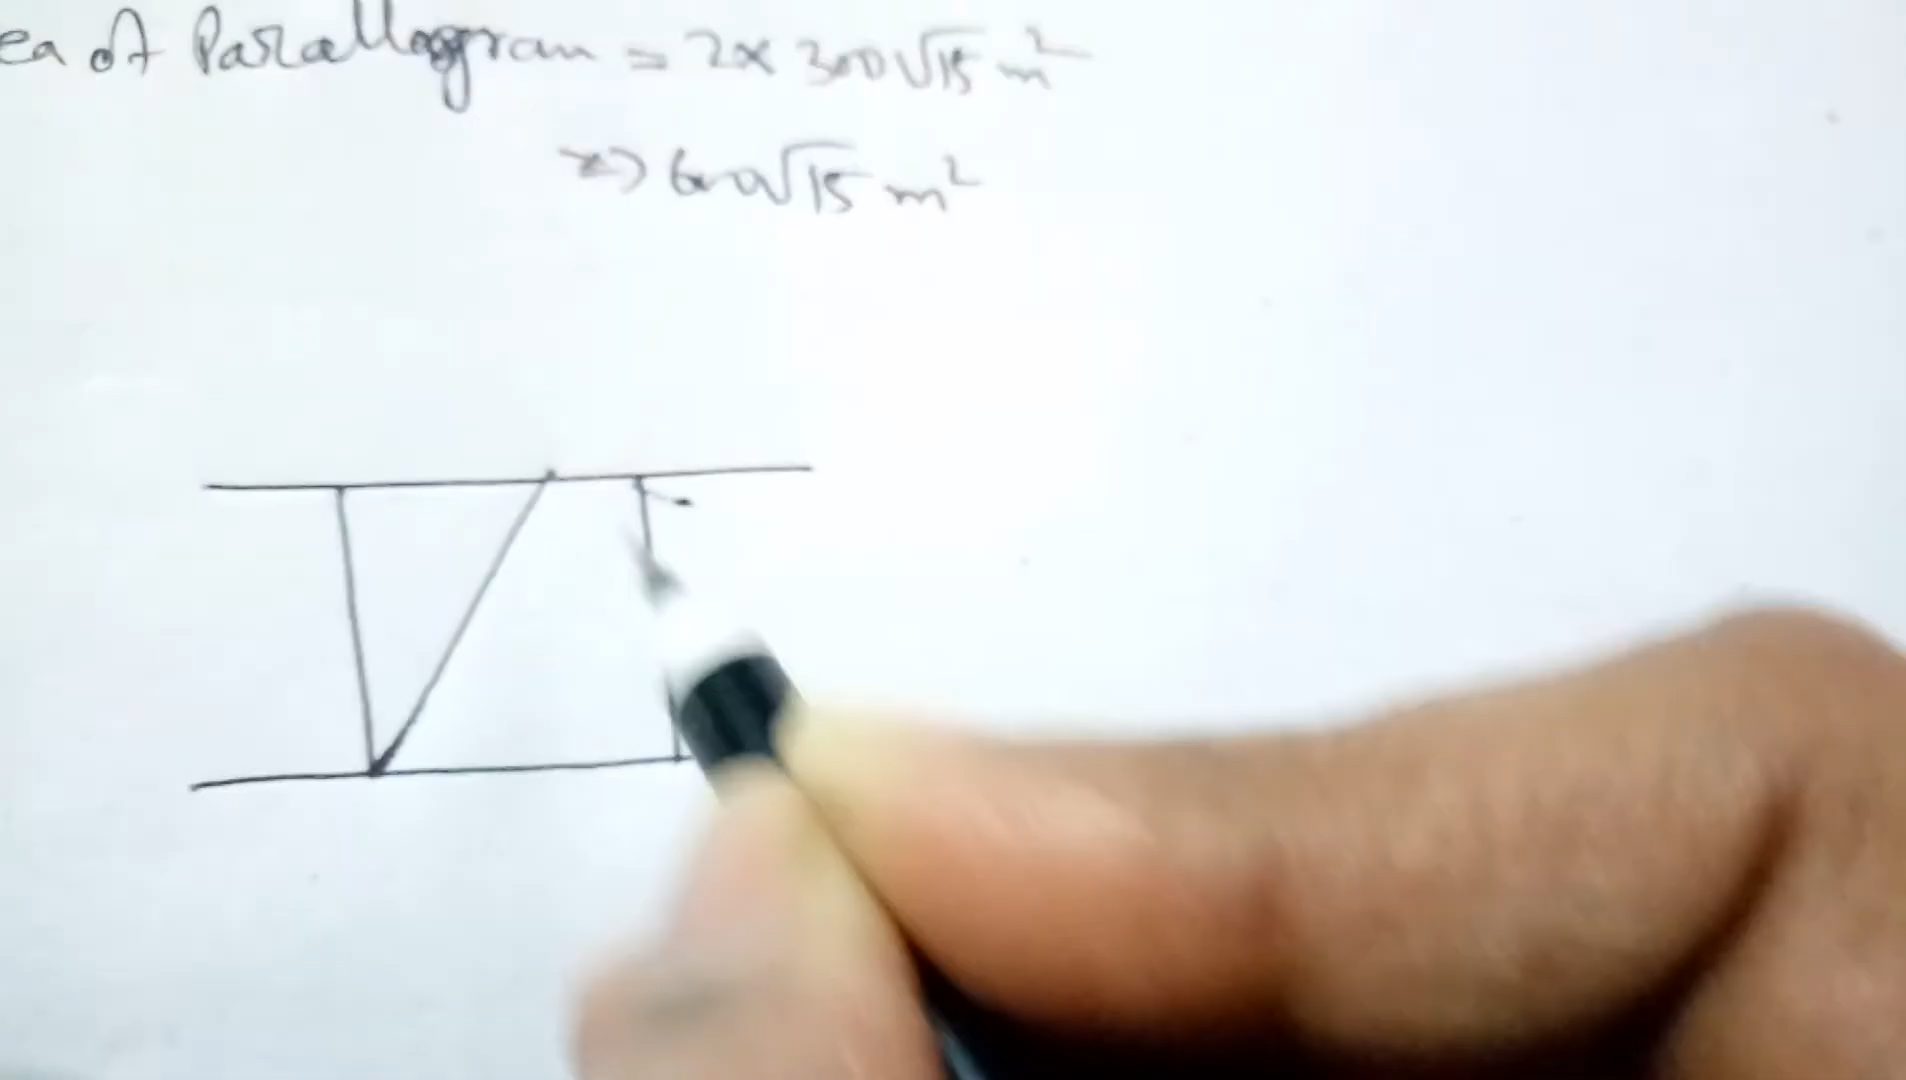 ea of Parallogram = 2x 300√15 m²
=> 600√15 m²